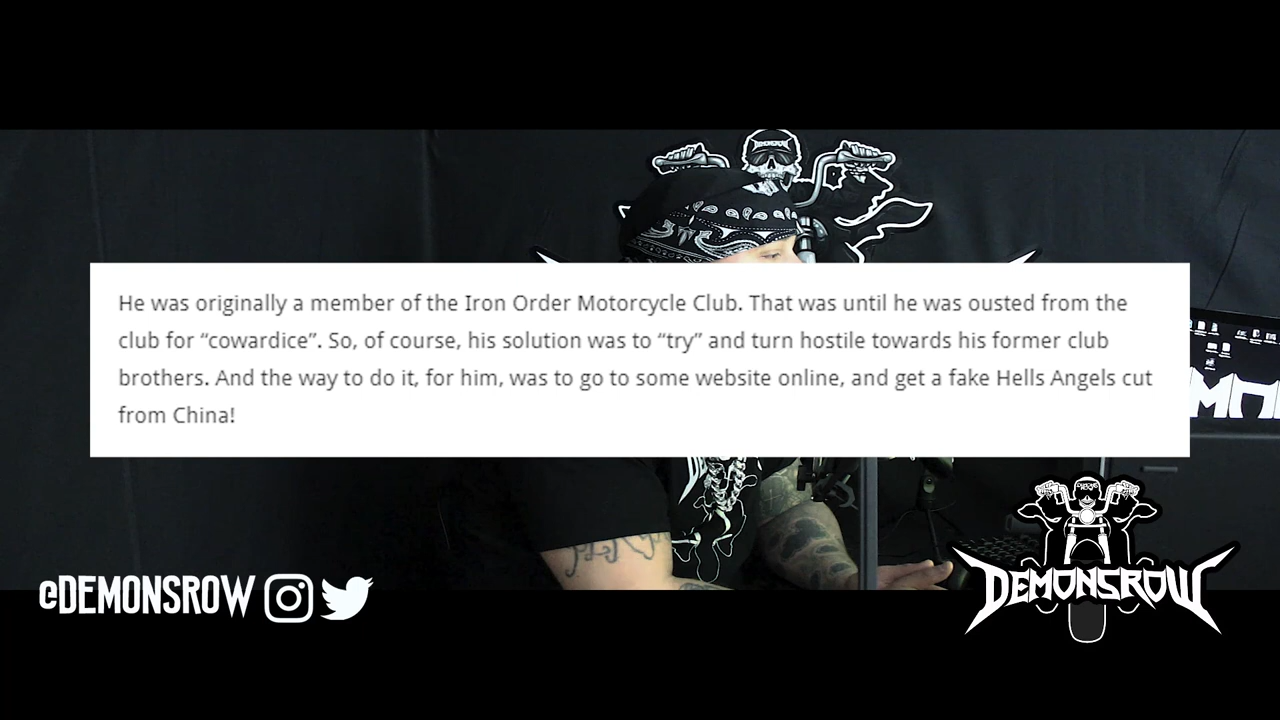 He was originally a member of the Iron Order Motorcycle Club. That was until he was ousted from the
club for “cowardice”. So, of course, his solution was to “try” and turn hostile towards his former club
brothers. And the way to do it, for him, was to go to some website online, and get a fake Hells Angels cut
from China!
@DEMONSROW
DEMONSROW